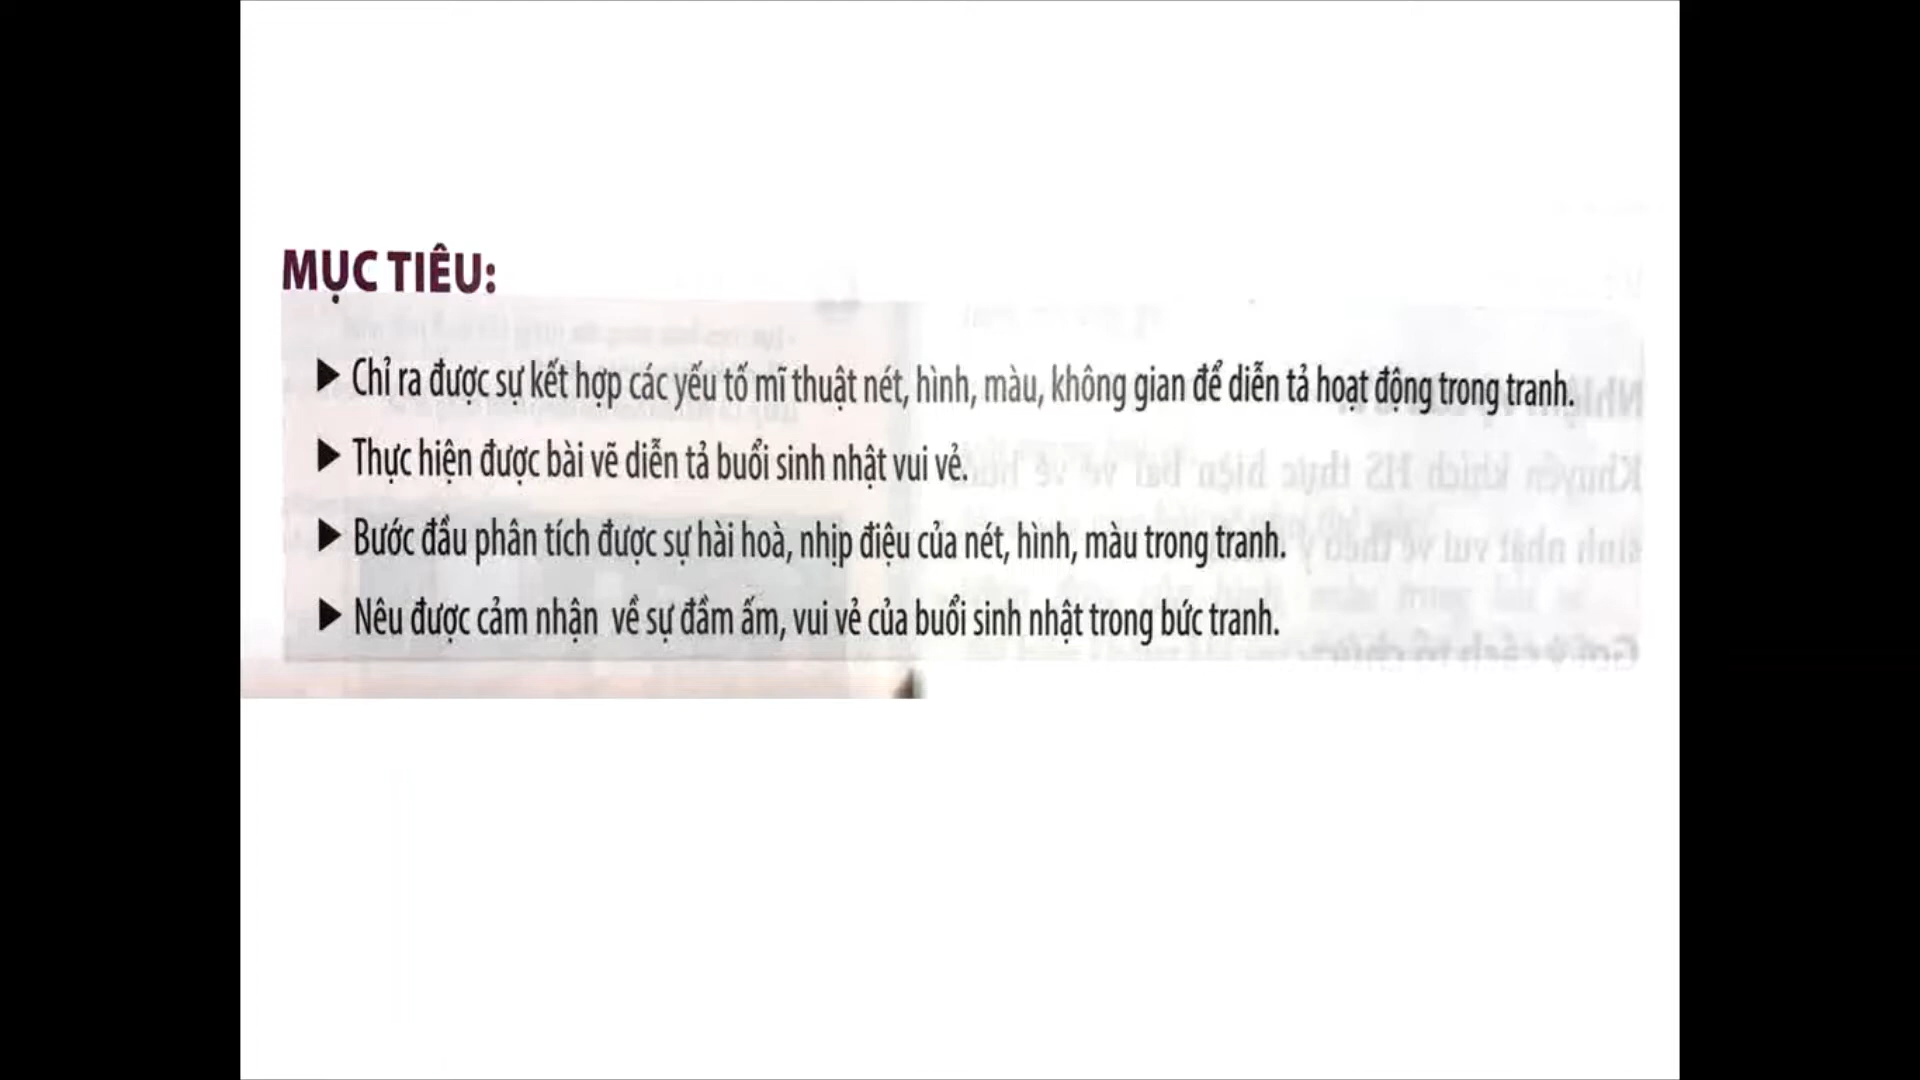 MỤC TIÊU:
▶ Chỉ ra được sự kết hợp các yếu tố mĩ thuật nét, hình, màu, không gian để diễn tả hoạt động trong tranh.
▶ Thực hiện được bài vẽ diễn tả buổi sinh nhật vui vẻ.
▶ Bước đầu phân tích được sự hài hoà, nhịp điệu của nét, hình, màu trong tranh.
▶ Nêu được cảm nhận về sự đầm ấm, vui vẻ của buổi sinh nhật trong bức tranh.